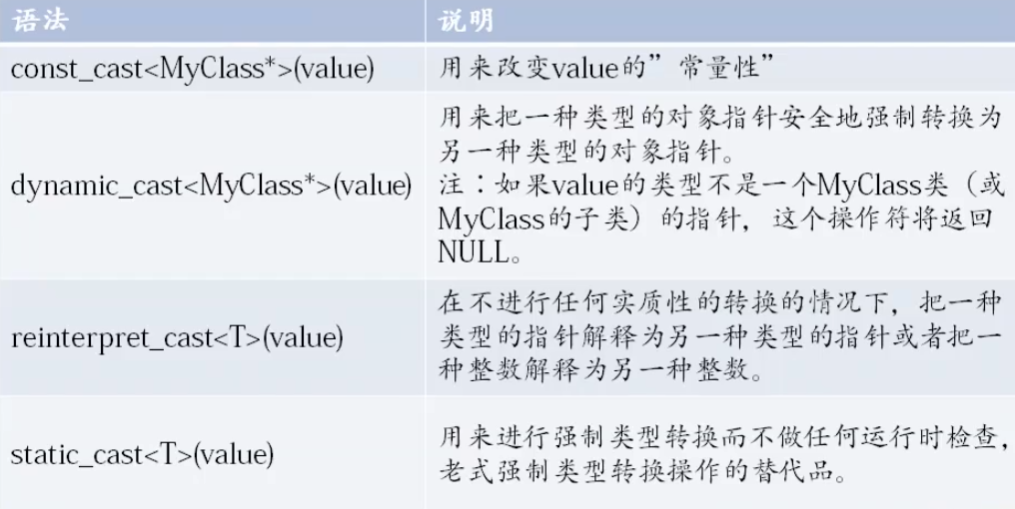 语法
说明
const_cast<MyClass*>(value)
用来改变value的”常量性”
dynamic_cast<MyClass*>(value)
用来把一种类型的对象指针安全地强制转换为
另一种类型的对象指针。
注：如果value的类型不是一个MyClass类（或
MyClass的子类）的指针，这个操作符将返回
NULL。
reinterpret_cast<T>(value)
在不进行任何实质性的转换的情况下，把一种
类型的指针解释为另一种类型的指针或者把一
种整数解释为另一种整数。
static_cast<T>(value)
用来进行强制类型转换而不做任何运行时检查，
老式强制类型转换操作的替代品。